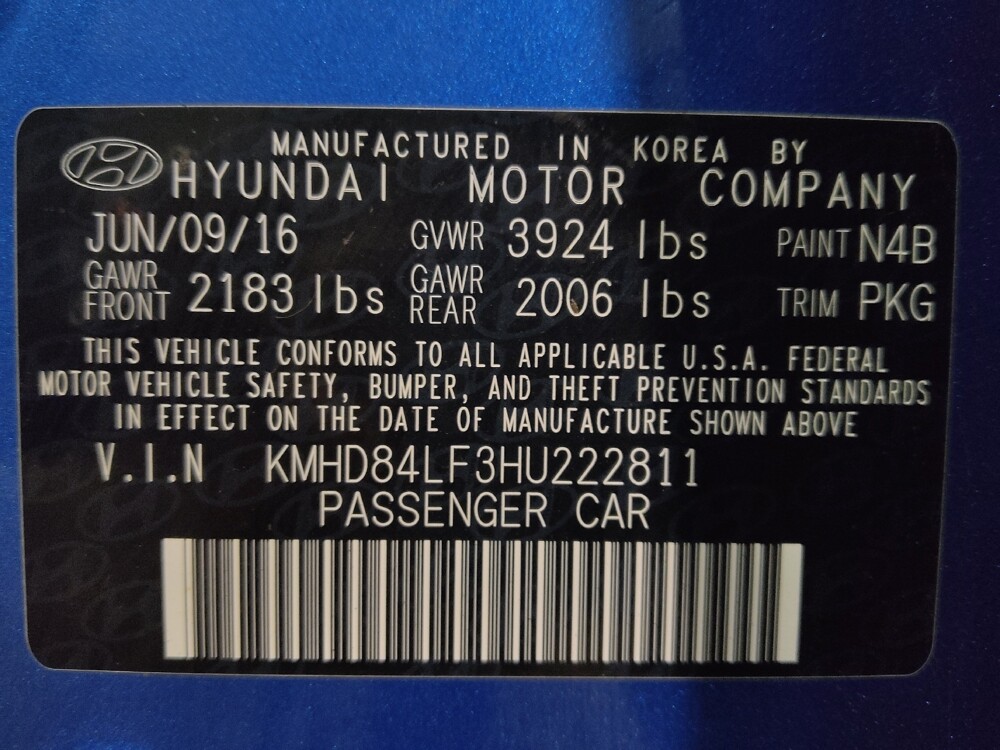 MANUFACTURED IN KOREA BY
HYUNDAI MOTOR COMPANY
JUN/09/16 GVWR 3924 lbs PAINT N4B
GAWR FRONT 2183 lbs GAWR REAR 2006 lbs TRIM PKG
THIS VEHICLE CONFORMS TO ALL APPLICABLE U.S.A. FEDERAL
MOTOR VEHICLE SAFETY, BUMPER, AND THEFT PREVENTION STANDARDS
IN EFFECT ON THE DATE OF MANUFACTURE SHOWN ABOVE
V.I.N KMHD84LF3HU222811
PASSENGER CAR